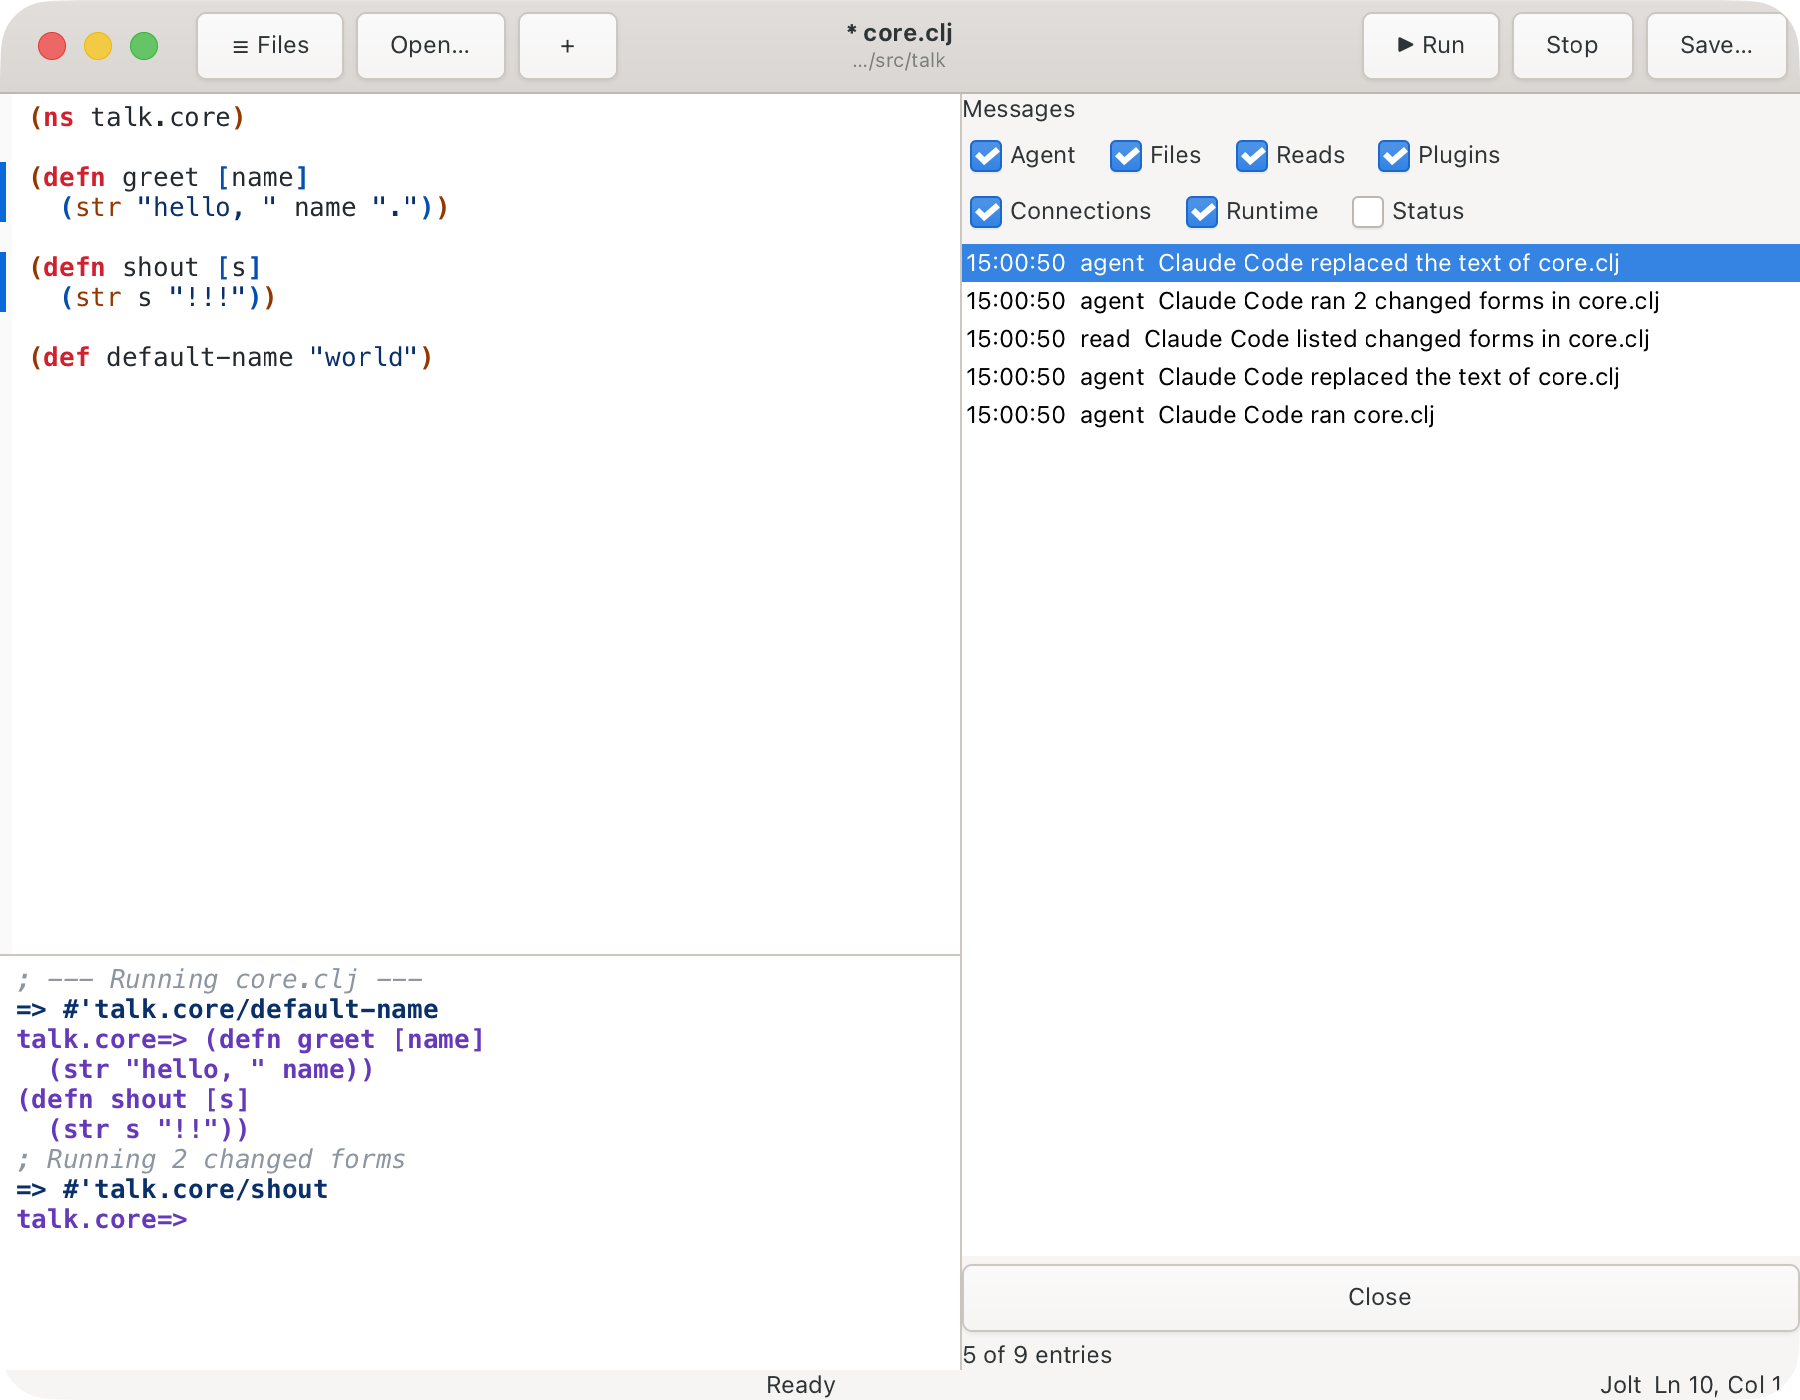 ≡ Files
Open...
+
* core.clj
.../src/talk
▶ Run
Stop
Save...
(ns talk.core)
(defn greet [name]
  (str "hello, " name "."))
(defn shout [s]
  (str s "!!!"))
(def default-name "world")
; --- Running core.clj ---
=> #'talk.core/default-name
talk.core=> (defn greet [name]
  (str "hello, " name))
(defn shout [s]
  (str s "!!"))
; Running 2 changed forms
=> #'talk.core/shout
talk.core=>
Messages
Agent Files Reads Plugins
Connections Runtime Status
15:00:50 agent Claude Code replaced the text of core.clj
15:00:50 agent Claude Code ran 2 changed forms in core.clj
15:00:50 read Claude Code listed changed forms in core.clj
15:00:50 agent Claude Code replaced the text of core.clj
15:00:50 agent Claude Code ran core.clj
Close
5 of 9 entries
Ready
Jolt Ln 10, Col 1